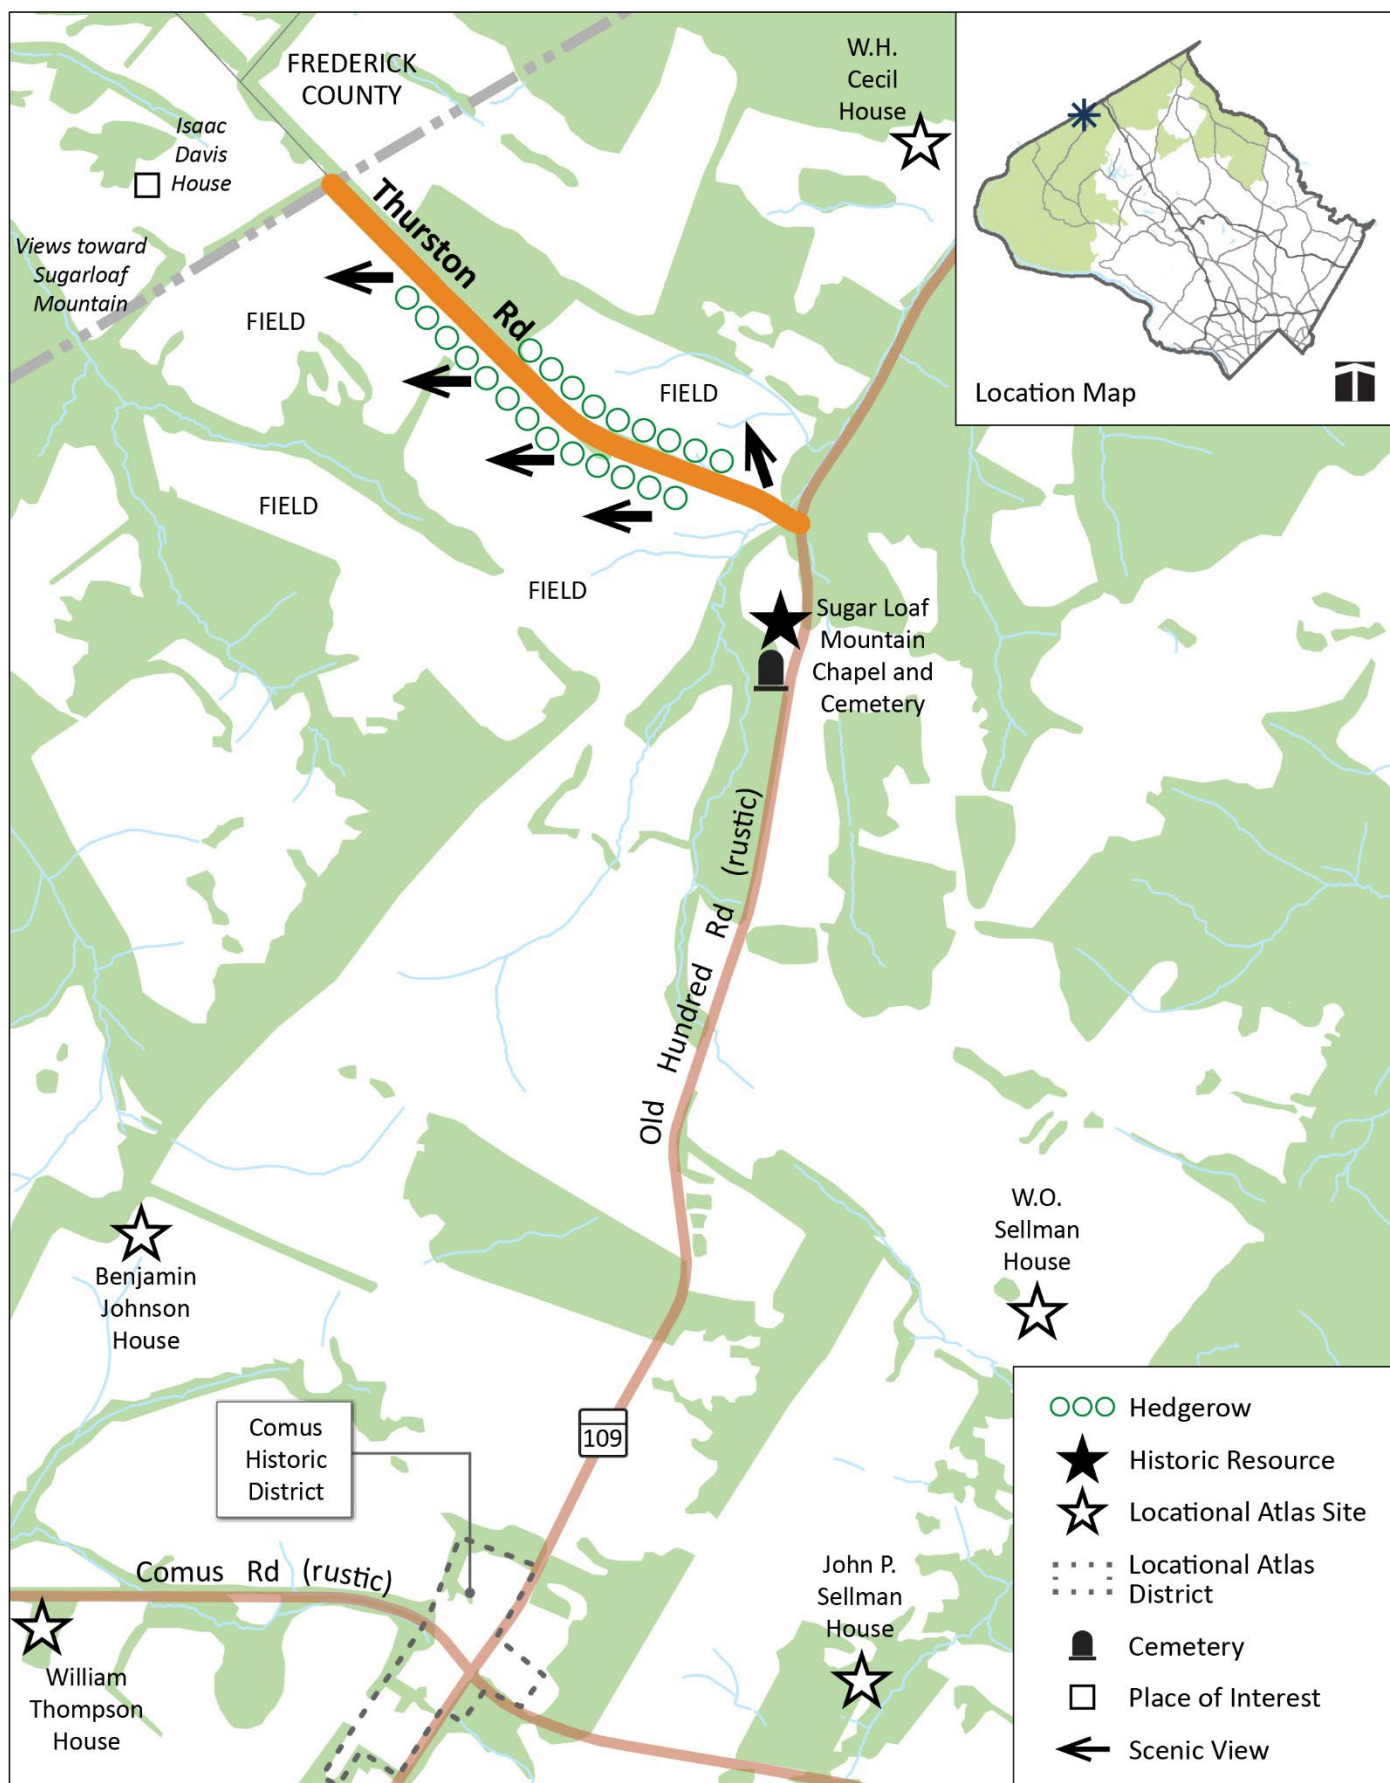 FREDERICK
COUNTY
W.H.
Cecil
House
Isaac
Davis
House
Views toward
Sugarloaf
Mountain
Thurston Rd
FIELD
FIELD
FIELD
FIELD
Location Map
Sugar Loaf
Mountain
Chapel and
Cemetery
Old Hundred Rd (rustic)
W.O.
Sellman
House
Benjamin
Johnson
House
Comus
Historic
District
109
Comus Rd (rustic)
John P.
Sellman
House
William
Thompson
House
Hedgerow
Historic Resource
Locational Atlas Site
Locational Atlas
District
Cemetery
Place of Interest
Scenic View